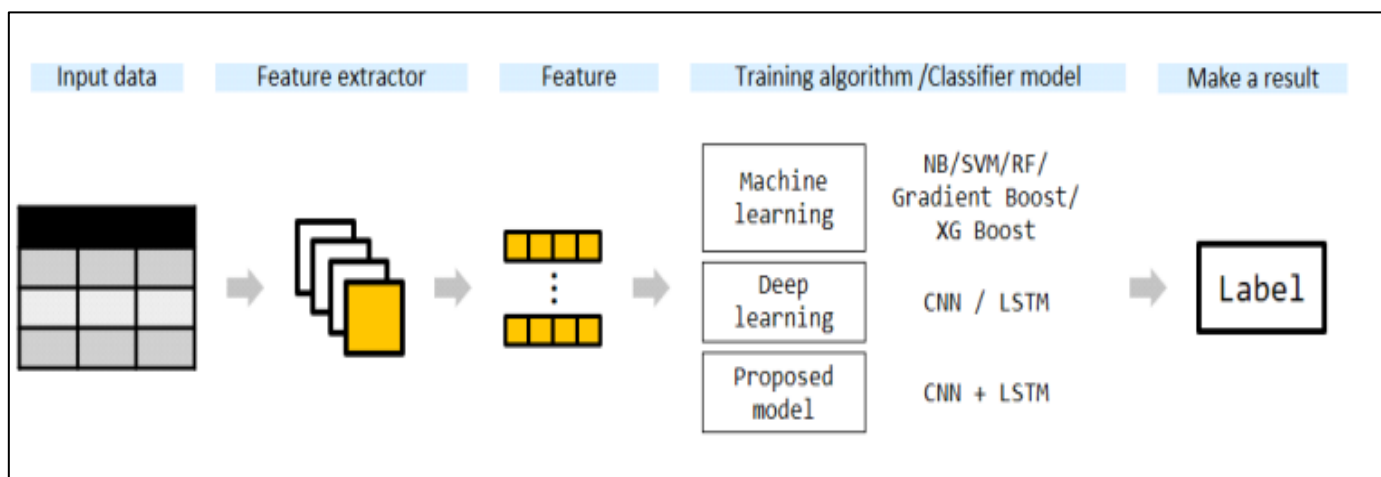 Input data
Feature extractor
Feature
Training algorithm /Classifier model
Make a result
Machine
learning
NB/SVM/RF/
Gradient Boost/
XG Boost
Deep
learning
CNN / LSTM
Proposed
model
CNN + LSTM
Label